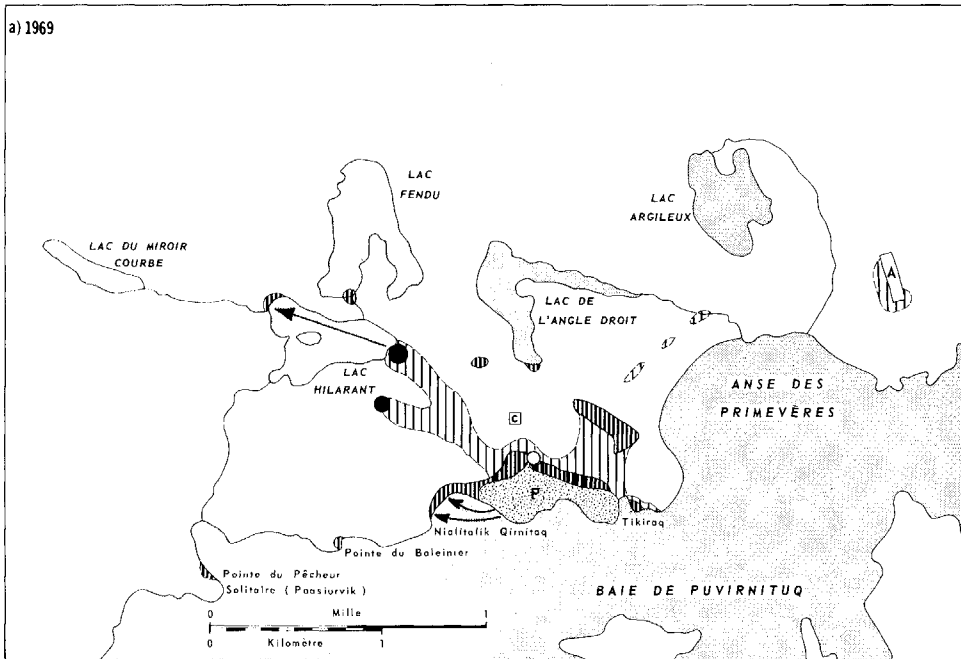 a) 1969
LAC
FENDU
LAC
ARGILEUX
LAC DU MIROIR
COURBE
A
LAC DE
L'ANGLE DROIT
LAC
HILARANT
ANSE DES
PRIMEVÈRES
C
P
Nialitalik Qirnitaq
Tikiraq
Pointe du Baleinier
Pointe du Pêcheur
Solitaire ( Paasiurvik )
BAIE DE PUVIRNITUQ
0 Mille 1
0 Kilomètre 1